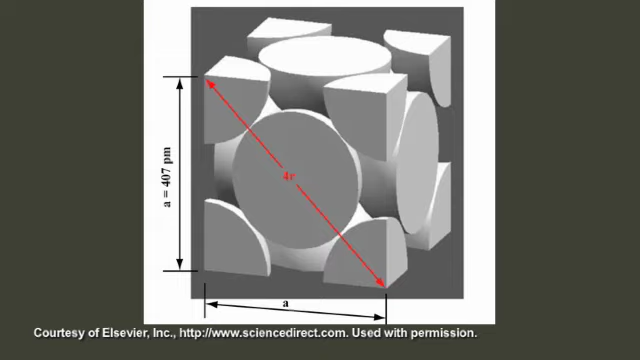 4r
a = 407 pm
a
Courtesy of Elsevier, Inc., http://www.sciencedirect.com. Used with permission.